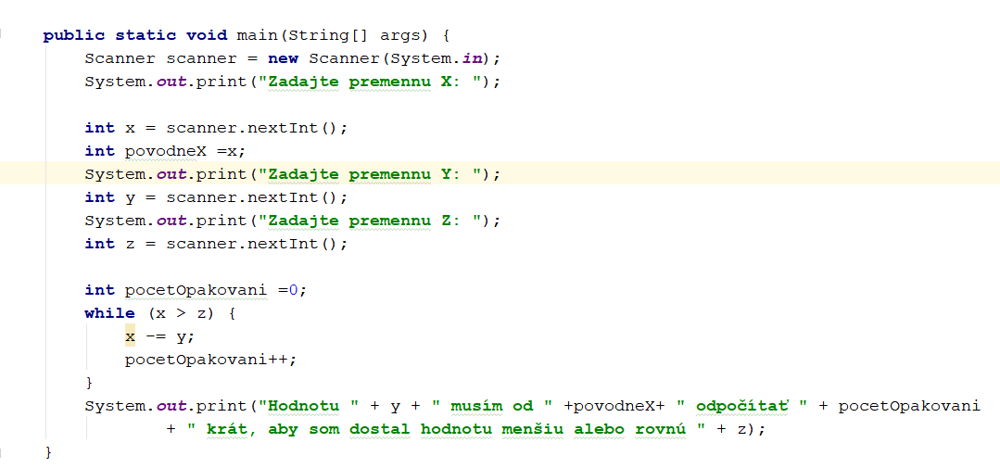 public static void main(String[] args) {
Scanner scanner = new Scanner(System.in);
System.out.print("Zadajte premennu X: ");
int x = scanner.nextInt();
int povodneX =x;
System.out.print("Zadajte premennu Y: ");
int y = scanner.nextInt();
System.out.print("Zadajte premennu Z: ");
int z = scanner.nextInt();
int pocetOpakovani =0;
while (x > z) {
x -= y;
pocetOpakovani++;
}
System.out.print("Hodnotu " + y + " musím od " +povodneX+ " odpočítať " + pocetOpakovani
+ " krát, aby som dostal hodnotu menšiu alebo rovnú " + z);
}